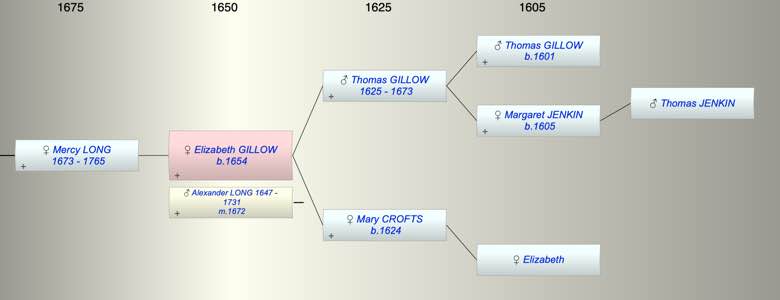 1675
1650
1625
1605
♀ Mercy LONG
1673 - 1765
+
♀ Elizabeth GILLOW
b.1654
+
♂ Alexander LONG 1647 -
1731
m.1672
+
♂ Thomas GILLOW
1625 - 1673
+
♀ Mary CROFTS
b.1624
+
♂ Thomas GILLOW
b.1601
+
♀ Margaret JENKIN
b.1605
+
♀ Elizabeth
♂ Thomas JENKIN